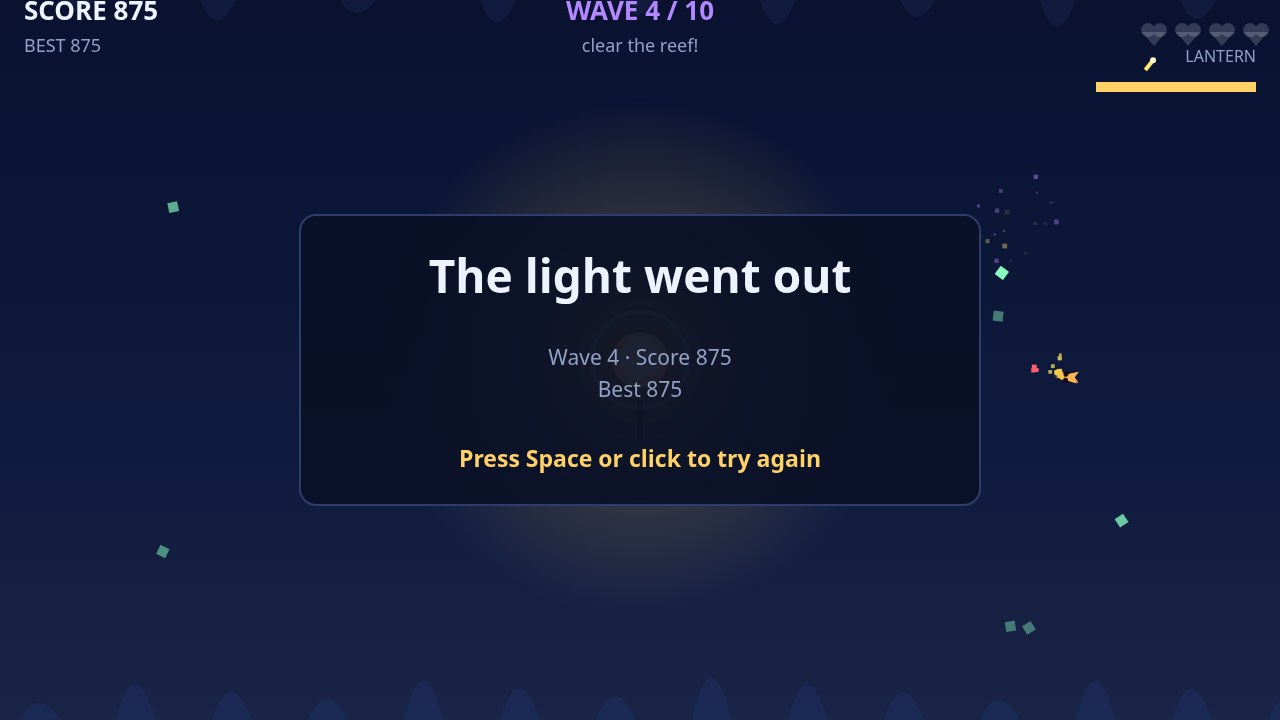 SCORE 875
BEST 875
WAVE 4 / 10
clear the reef!
LANTERN
The light went out
Wave 4 · Score 875
Best 875
Press Space or click to try again